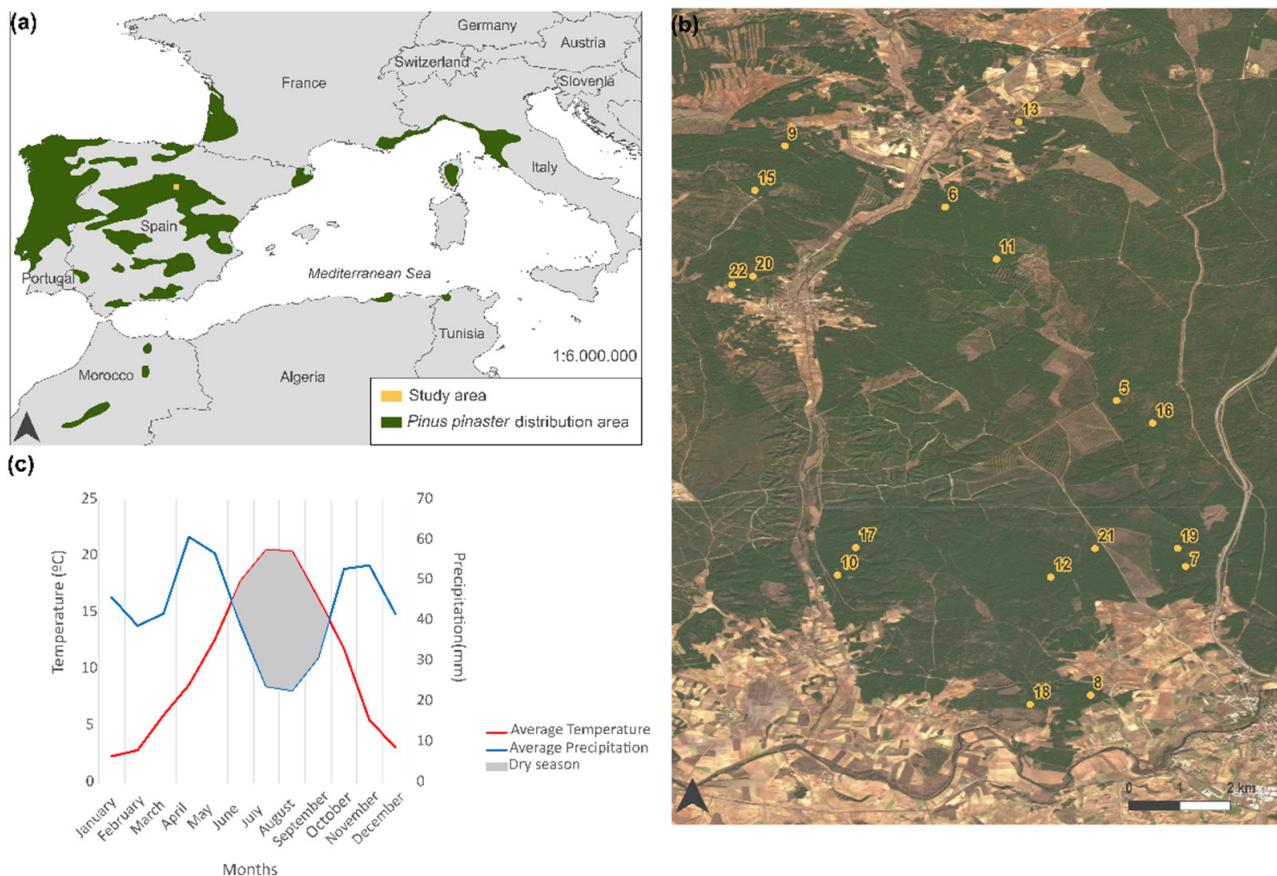 (a)
Germany
Austria
Switzerland
Slovenia
France
Italy
Spain
Portugal
Mediterranean Sea
Tunisia
1:6.000.000
Morocco
Algeria
Study area
Pinus pinaster distribution area
(b)
13
9
15
6
11
20
22
5
16
17
21
19
10
12
7
18
8
0 1 2 km
(c)
25
70
20
60
50
15
40
10
30
20
5
10
0
0
Temperature (ºC)
Precipitation(mm)
Average Temperature
Average Precipitation
Dry season
January
February
March
April
May
June
July
August
September
October
November
December
Months